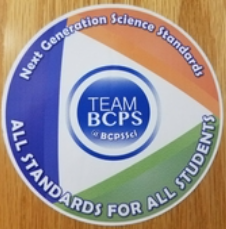 Next Generation Science Standards
TEAM
BCPS
@BCPSSci
ALL STANDARDS FOR ALL STUDENTS